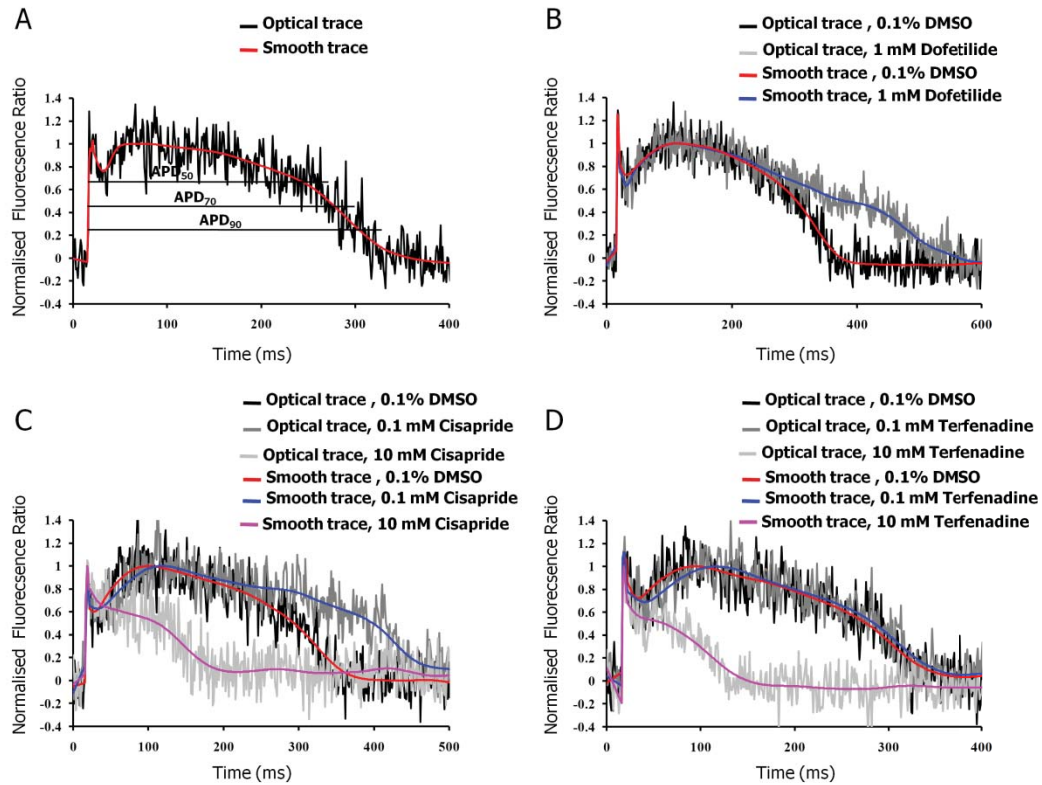 A
Optical trace
Smooth trace
Normalised Fluorescence Ratio
1.4
1.2
1
0.8
0.6
0.4
0.2
0
-0.2
-0.4
APD50
APD70
APD90
0 100 200 300 400
Time (ms)
B
Optical trace, 0.1% DMSO
Optical trace, 1 mM Dofetilide
Smooth trace , 0.1% DMSO
Smooth trace, 1 mM Dofetilide
Normalised Fluorescence Ratio
1.4
1.2
1
0.8
0.6
0.4
0.2
0
-0.2
-0.4
0 200 400 600
Time (ms)
C
Optical trace , 0.1% DMSO
Optical trace, 0.1 mM Cisapride
Optical trace, 10 mM Cisapride
Smooth trace , 0.1% DMSO
Smooth trace, 0.1 mM Cisapride
Smooth trace, 10 mM Cisapride
Normalised Fluorescence Ratio
1.4
1.2
1
0.8
0.6
0.4
0.2
0
-0.2
-0.4
0 100 200 300 400 500
Time (ms)
D
Optical trace , 0.1% DMSO
Optical trace, 0.1 mM Terfenadine
Optical trace, 10 mM Terfenadine
Smooth trace , 0.1% DMSO
Smooth trace, 0.1 mM Terfenadine
Smooth trace, 10 mM Terfenadine
Normalised Fluorescence Ratio
1.4
1.2
1
0.8
0.6
0.4
0.2
0
-0.2
-0.4
0 100 200 300 400
Time (ms)